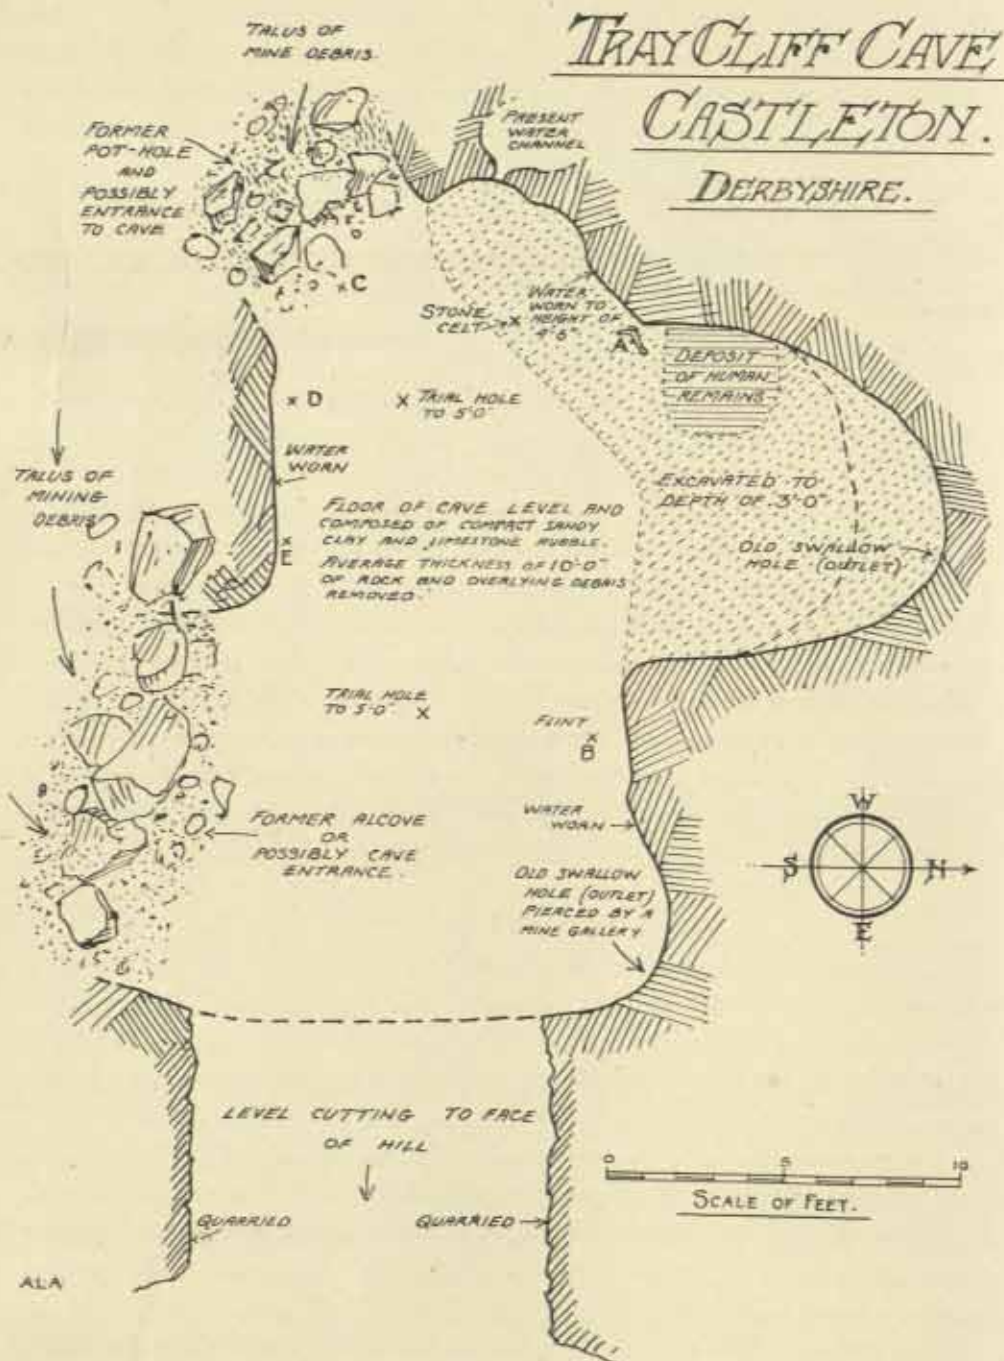 TRAY CLIFF CAVE
CASTLETON.
DERBYSHIRE.
TALUS OF
MINE DEBRIS.
FORMER
POT-HOLE
AND
POSSIBLY
ENTRANCE
TO CAVE
PRESENT
WATER
CHANNEL
C
STONE
CELT
WATER-
WORN TO
HEIGHT OF
4'6"
A
DEPOSIT
OF HUMAN
REMAINS
D
TRIAL HOLE
TO 5'0"
WATER
WORN
TALUS OF
MINING
DEBRIS
FLOOR OF CAVE LEVEL AND
COMPOSED OF COMPACT SANDY
CLAY AND LIMESTONE RUBBLE.
AVERAGE THICKNESS OF 10'-0"
OF ROCK AND OVERLYING DEBRIS
REMOVED.
E
EXCAVATED TO
DEPTH OF 3'-0"
OLD SWALLOW
HOLE (OUTLET)
TRIAL HOLE
TO 5'-0"
FLINT
B
FORMER ALCOVE
OR
POSSIBLY CAVE
ENTRANCE.
WATER
WORN
OLD SWALLOW
HOLE (OUTLET)
PIERCED BY A
MINE GALLERY
W
S
N
E
LEVEL CUTTING TO FACE
OF HILL
QUARRIED
QUARRIED
0 5 10
SCALE OF FEET.
ALA